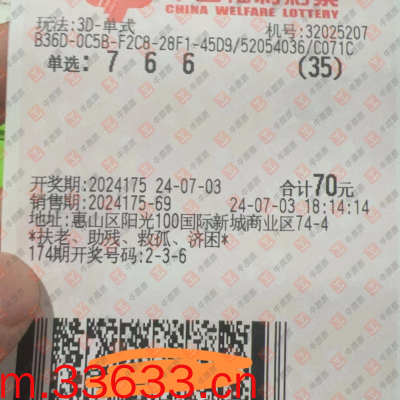 CHINA WELFARE LOTTERY
玩法:3D-单式 机号:32025207
B36D-0C5B-F2C8-28F1-45D9/52054036/C071C
单选: 7 6 6 (35)
开奖期:2024175 24-07-03 合计70元
销售期:2024175-69 24-07-03 18:14:14
地址:惠山区阳光100国际新城商业区74-4
*扶老、助残、救孤、济困*
174期开奖号码:2-3-6
m.33633.cn